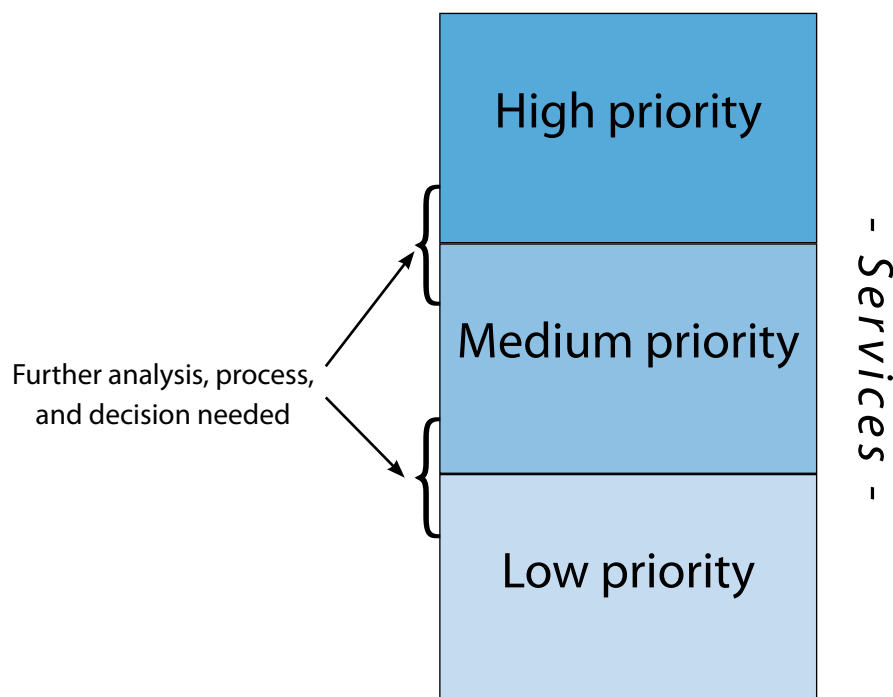 High priority
Medium priority
Further analysis, process,
and decision needed
Low priority
- Services -